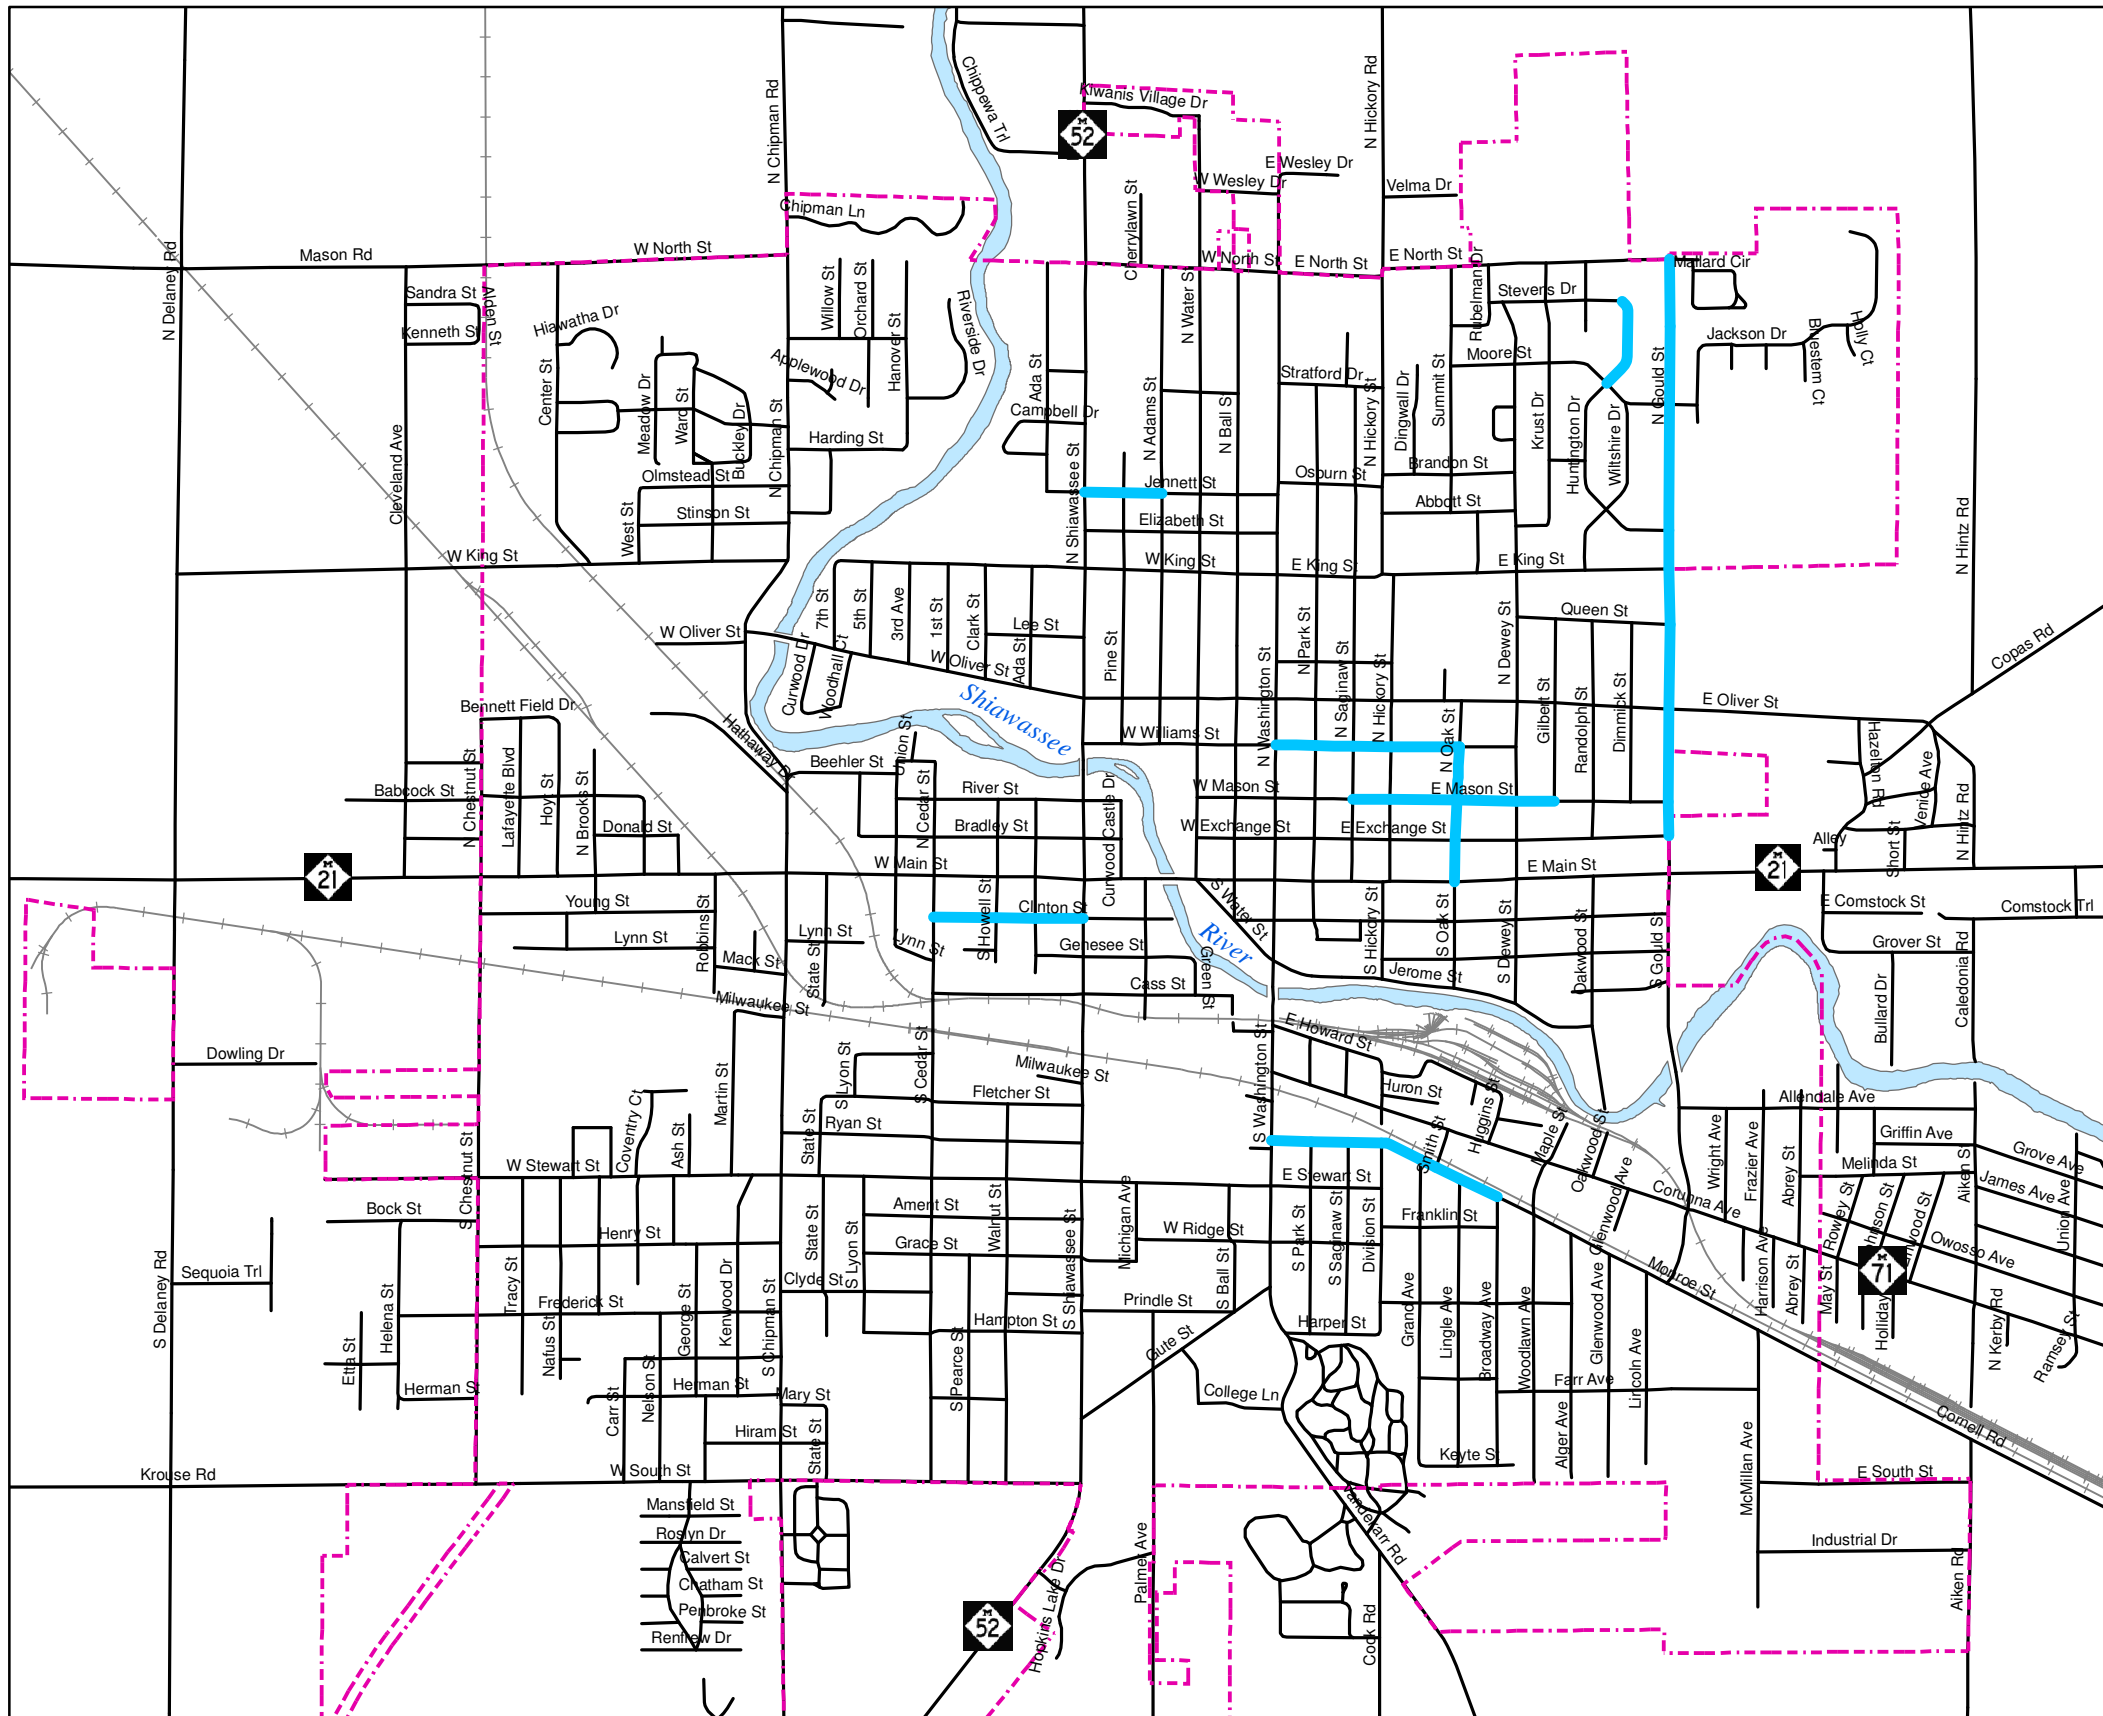 Chippewa Trl
Kiwanis Village Dr
M
52
N Chipman Rd
N Hickory Rd
E Wesley Dr
W Wesley Dr
Velma Dr
Cherrylawn St
Chipman Ln
N Delaney Rd
Mason Rd
W North St
W North St
E North St
E North St
Mallard Cir
Sandra St
Kenneth St
Alden St
Hiawatha Dr
Willow St
Orchard St
Hanover St
Riverside Dr
N Water St
Rubelman Dr
Stevens Dr
Jackson Dr
Bluestem Ct
Holly Ct
Center St
Meadow Dr
Ward St
Buckley Dr
Applewood Dr
Ada St
Campbell Dr
N Adams St
N Ball St
Stratford Dr
N Hickory St
Dingwall Dr
Summit St
Moore St
Krust Dr
Huntington Dr
Wiltshire Dr
N Gould St
Cleveland Ave
Harding St
N Chipman St
Olmstead St
Stinson St
West St
N Shiawassee St
Jennett St
Elizabeth St
Osburn St
Brandon St
Abbott St
N Hintz Rd
W King St
W King St
E King St
E King St
7th St
5th St
3rd Ave
1st St
Clark St
Lee St
Ada St
Pine St
N Park St
N Dewey St
Queen St
W Oliver St
W Oliver St
Curwood Dr
Woodhall Ct
N Washington St
N Saginaw St
N Hickory St
Gilbert St
Randolph St
Dimmick St
E Oliver St
Copas Rd
Bennett Field Dr
Hathaway Dr
Shiawassee
W Williams St
N Oak St
Union St
Beehler St
Hazelton Rd
Venice Ave
N Chestnut St
Lafayette Blvd
Hoyt St
N Brooks St
Babcock St
Donald St
N Cedar St
River St
Bradley St
Curwood Castle Dr
W Mason St
E Mason St
W Exchange St
E Exchange St
Alley
Short St
N Hintz Rd
M
21
W Main St
E Main St
M
21
Young St
Lynn St
Robbins St
Mack St
Lynn St
State St
Lynn St
S Howell St
Clinton St
Genesee St
Cass St
Green St
S Water St
River
S Hickory St
S Oak St
Jerome St
S Dewey St
Oakwood St
S Gould St
E Comstock St
Comstock Trl
Grover St
Bullard Dr
Caledonia Rd
Milwaukee St
Milwaukee St
Dowling Dr
Martin St
S Lyon St
S Cedar St
Fletcher St
Ryan St
State St
S Washington St
E Howard St
Huron St
Huggins St
Smith St
Maple St
Oakwood St
Glenwood Ave
Allendale Ave
Wright Ave
Frazier Ave
Abrey St
Griffin Ave
Melinda St
Aiken St
Grove Ave
James Ave
Union Ave
S Chestnut St
W Stewart St
Coventry Ct
Ash St
E Stewart St
Corunna Ave
Rowley St
Bock St
Henry St
State St
S Lyon St
Ament St
Grace St
Walnut St
S Shiawassee St
Michigan Ave
W Ridge St
S Ball St
S Park St
S Saginaw St
Division St
Franklin St
Owosso Ave
M
71
S Delaney Rd
Sequoia Trl
Helena St
Etta St
Tracy St
Nafus St
Frederick St
George St
Kenwood Dr
S Chipman St
Clyde St
Hampton St
Prindle St
Gute St
Harper St
Grand Ave
Lingle Ave
Broadway Ave
Woodlawn Ave
Glenwood Ave
Lincoln Ave
Monroe St
Harrison Ave
Abrey St
May St
Holliday
N Kerby Rd
Ramsey St
Herman St
Carr St
Nelson St
Herman St
Mary St
Hiram St
State St
S Pearce St
College Ln
Farr Ave
Alger Ave
Keyte St
McMillan Ave
Cornell Rd
Krouse Rd
W South St
E South St
Mansfield St
Roslyn Dr
Calvert St
Chatham St
Penbroke St
Renfrew Dr
M
52
Hopkins Lake Dr
Palmer Ave
Vandekarr Rd
Cook Rd
Industrial Dr
Aiken Rd